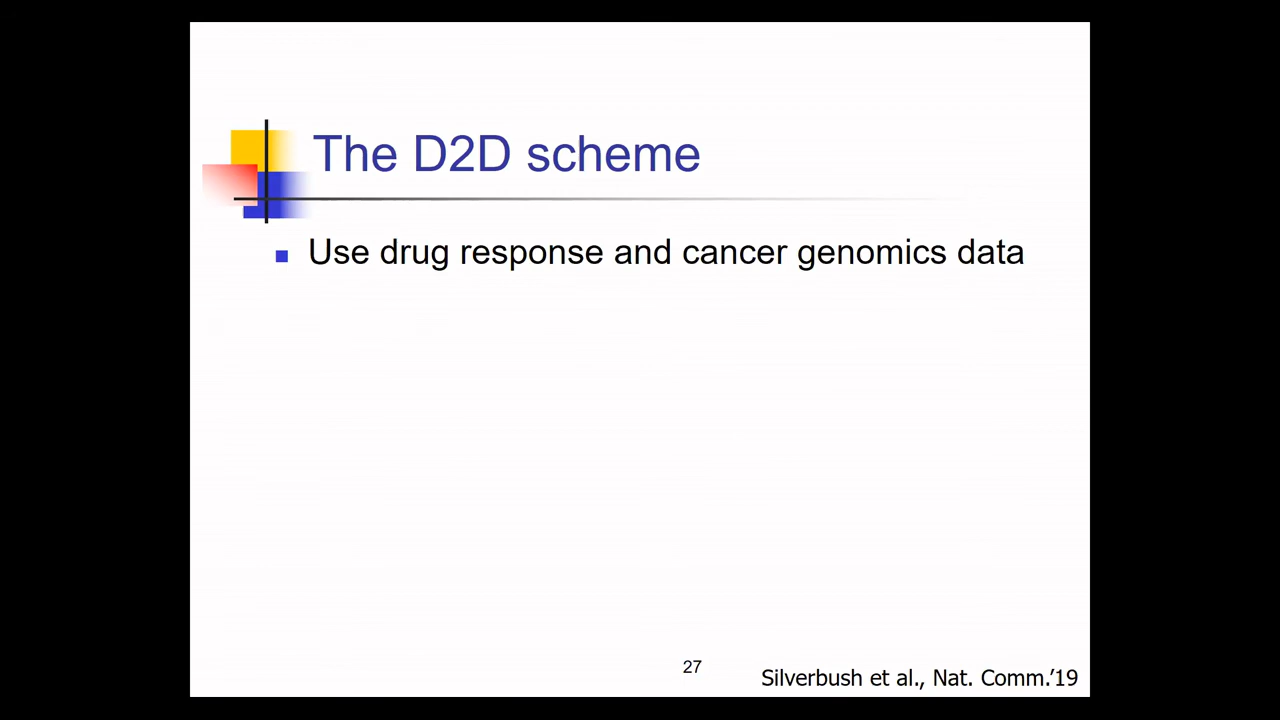 The D2D scheme
Use drug response and cancer genomics data
27
Silverbush et al., Nat. Comm.'19